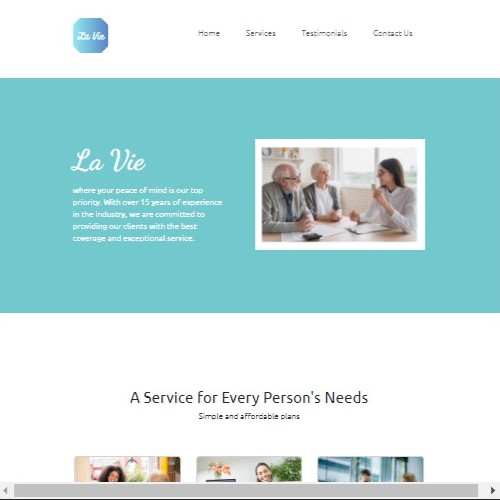 La Vie
Home Services Testimonials Contact Us
La Vie
where your peace of mind is our top
priority. With over 15 years of experience
in the industry, we are committed to
providing our clients with the best
coverage and exceptional service.
A Service for Every Person's Needs
Simple and affordable plans